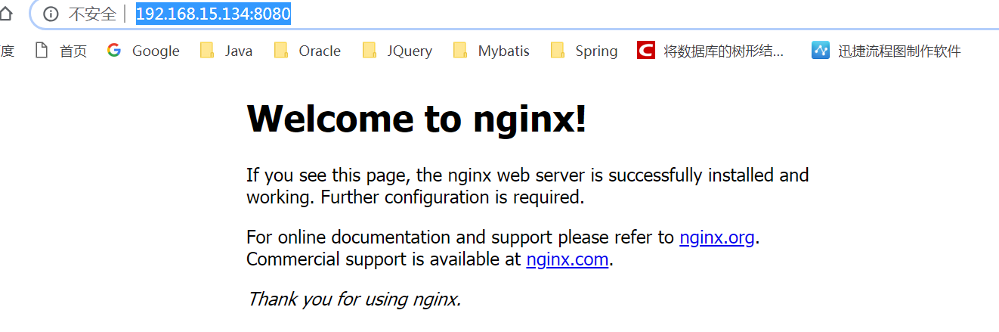 不安全 | 192.168.15.134:8080
度 首页 Google Java Oracle JQuery Mybatis Spring 将数据库的树形结... 迅捷流程图制作软件
Welcome to nginx!
If you see this page, the nginx web server is successfully installed and
working. Further configuration is required.
For online documentation and support please refer to nginx.org.
Commercial support is available at nginx.com.
Thank you for using nginx.